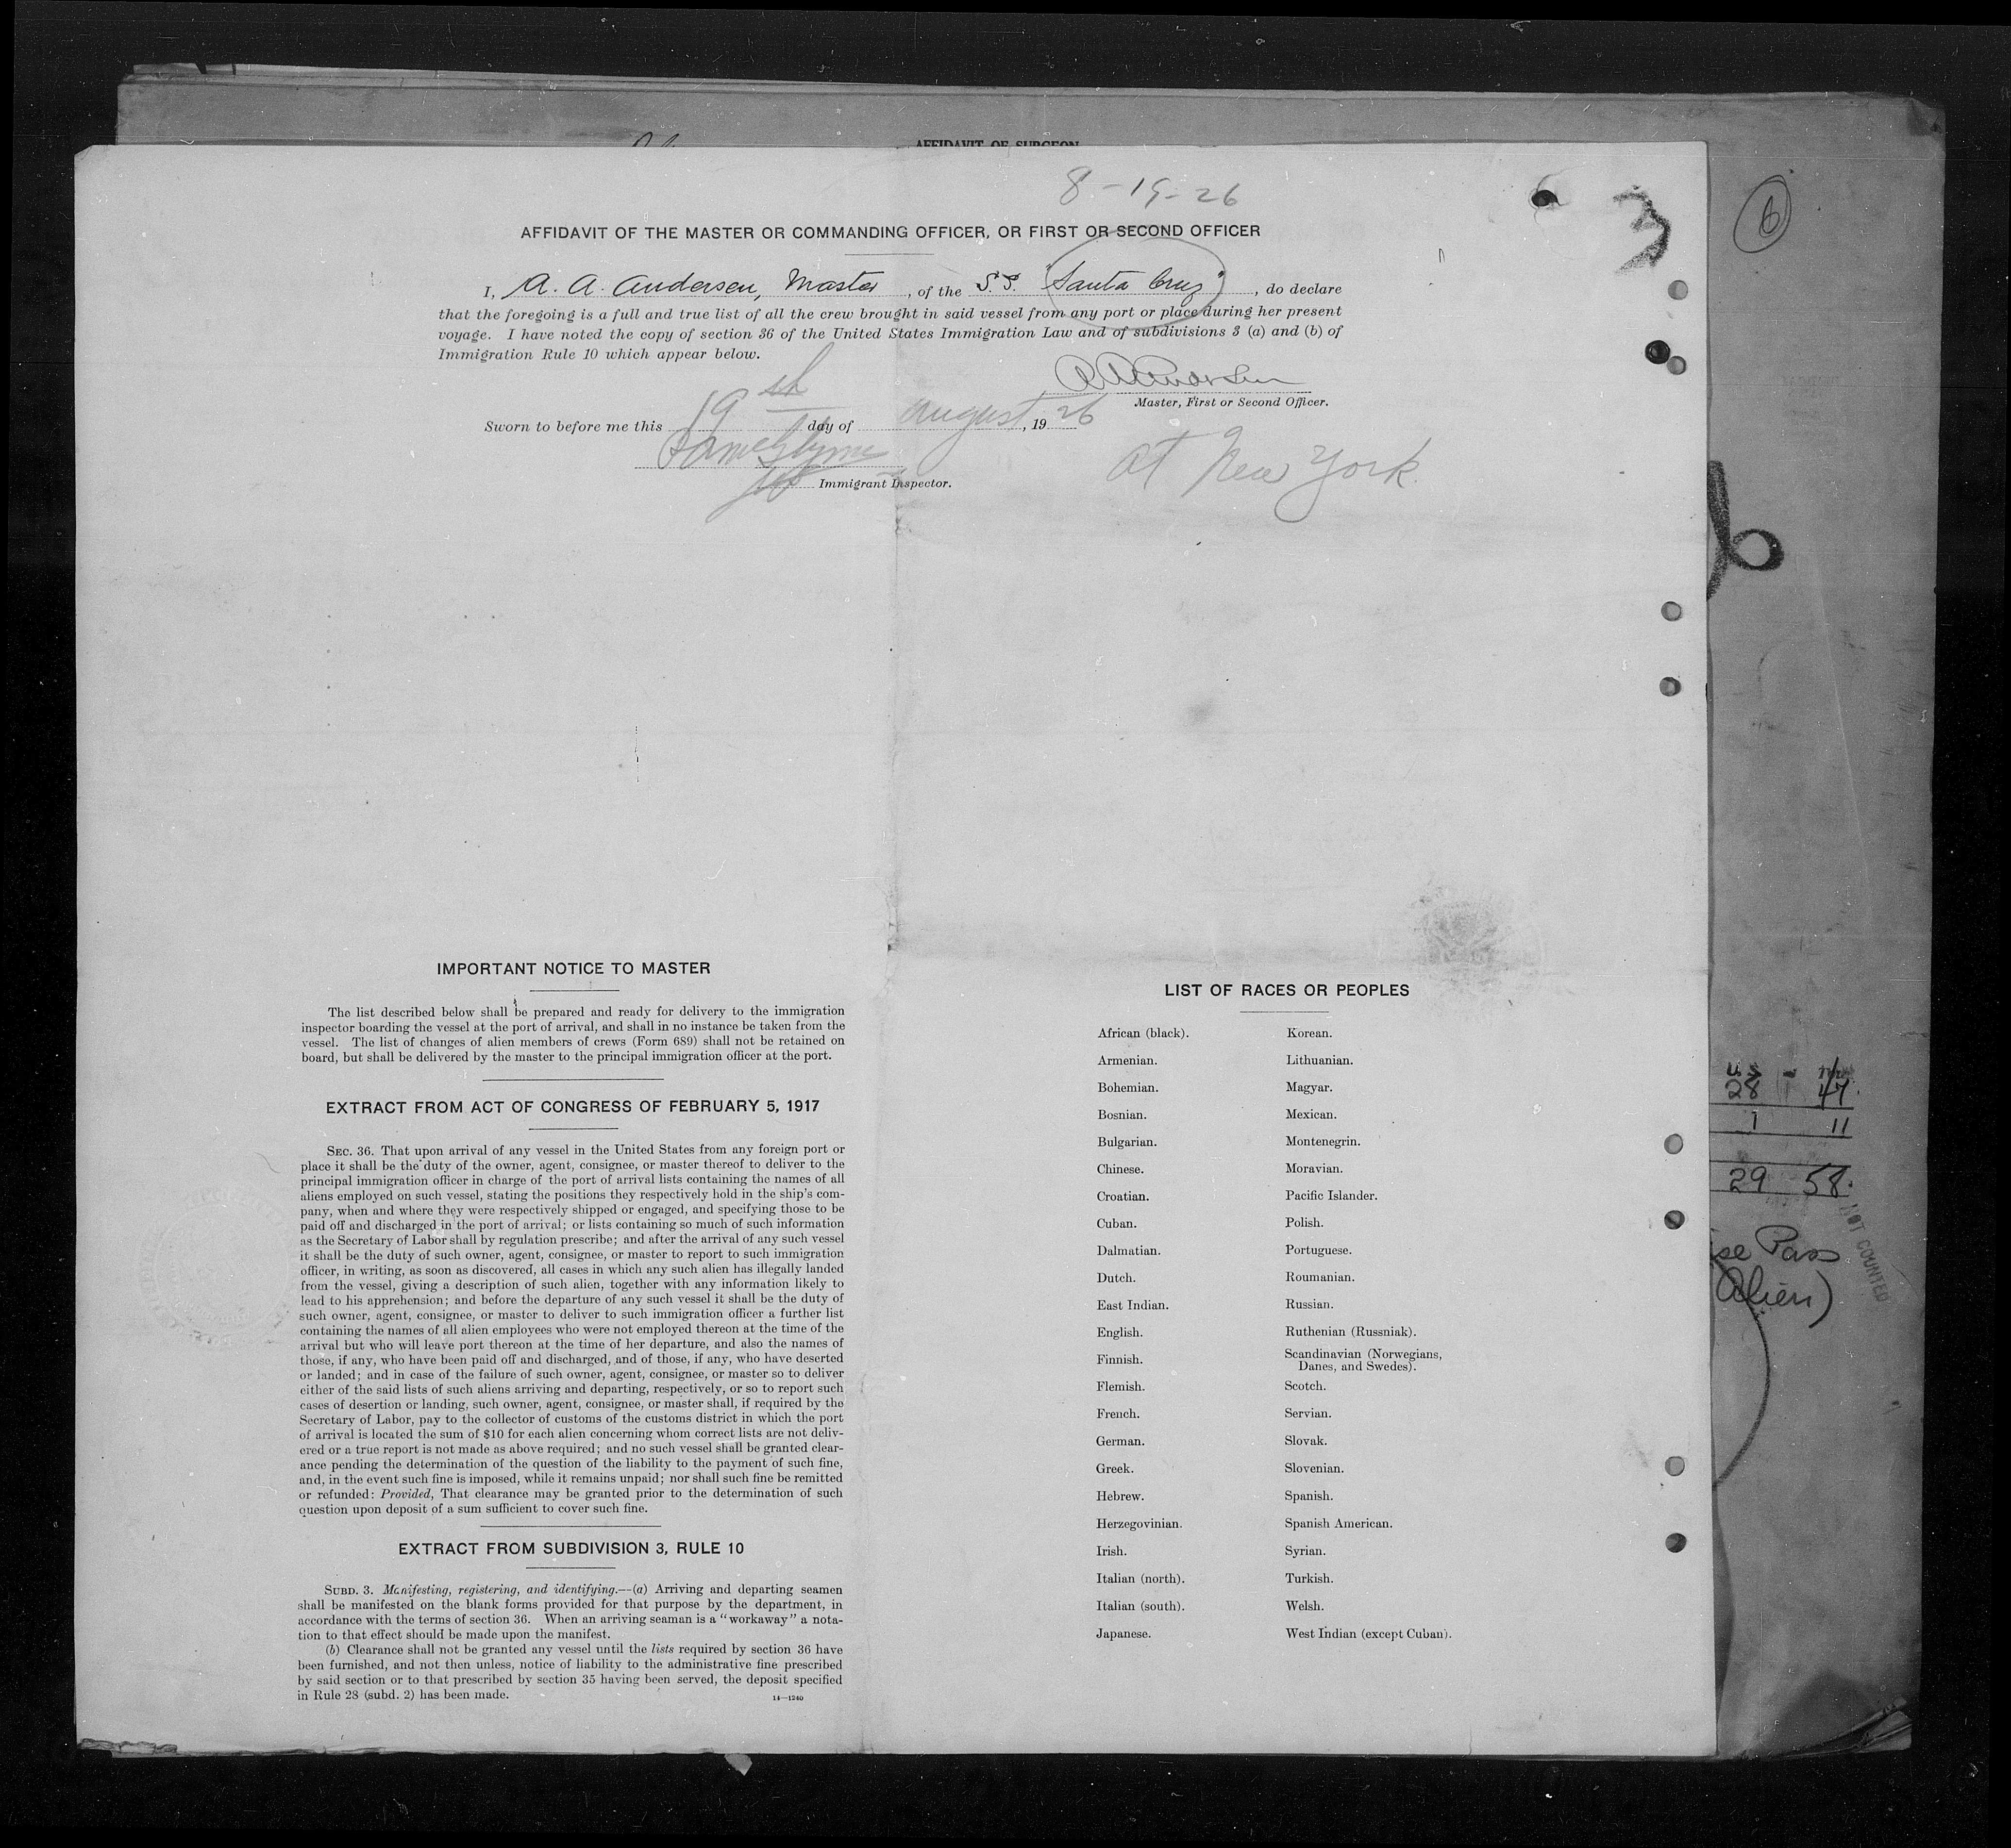 AFFIDAVIT OF SURGEON
8-19-26
3
6
AFFIDAVIT OF THE MASTER OR COMMANDING OFFICER, OR FIRST OR SECOND OFFICER
I, A. A. Andersen, Master, of the S.S. "Santa Cruz", do declare
that the foregoing is a full and true list of all the crew brought in said vessel from any port or place during her present
voyage. I have noted the copy of section 36 of the United States Immigration Law and of subdivisions 3 (a) and (b) of
Immigration Rule 10 which appear below.
A A Andersen
Master, First or Second Officer.
Sworn to before me this 19th day of August, 1926
At New York.
Immigrant Inspector.
IMPORTANT NOTICE TO MASTER
The list described below shall be prepared and ready for delivery to the immigration
inspector boarding the vessel at the port of arrival, and shall in no instance be taken from the
vessel. The list of changes of alien members of crews (Form 689) shall not be retained on
board, but shall be delivered by the master to the principal immigration officer at the port.
EXTRACT FROM ACT OF CONGRESS OF FEBRUARY 5, 1917
SEC. 36. That upon arrival of any vessel in the United States from any foreign port or
place it shall be the duty of the owner, agent, consignee, or master thereof to deliver to the
principal immigration officer in charge of the port of arrival lists containing the names of all
aliens employed on such vessel, stating the positions they respectively hold in the ship's com-
pany, when and where they were respectively shipped or engaged, and specifying those to be
paid off and discharged in the port of arrival; or lists containing so much of such information
as the Secretary of Labor shall by regulation prescribe; and after the arrival of any such vessel
it shall be the duty of such owner, agent, consignee, or master to report to such immigration
officer, in writing, as soon as discovered, all cases in which any such alien has illegally landed
from the vessel, giving a description of such alien, together with any information likely to
lead to his apprehension; and before the departure of any such vessel it shall be the duty of
such owner, agent, consignee, or master to deliver to such immigration officer a further list
containing the names of all alien employees who were not employed thereon at the time of the
arrival but who will leave port thereon at the time of her departure, and also the names of
those, if any, who have been paid off and discharged, and of those, if any, who have deserted
or landed; and in case of the failure of such owner, agent, consignee, or master so to deliver
either of the said lists of such aliens arriving and departing, respectively, or so to report such
cases of desertion or landing, such owner, agent, consignee, or master shall, if required by the
Secretary of Labor, pay to the collector of customs of the customs district in which the port
of arrival is located the sum of $10 for each alien concerning whom correct lists are not deliv-
ered or a true report is not made as above required; and no such vessel shall be granted clear-
ance pending the determination of the question of the liability to the payment of such fine,
and, in the event such fine is imposed, while it remains unpaid; nor shall such fine be remitted
or refunded: Provided, That clearance may be granted prior to the determination of such
question upon deposit of a sum sufficient to cover such fine.
EXTRACT FROM SUBDIVISION 3, RULE 10
SUBD. 3. Manifesting, registering, and identifying.—(a) Arriving and departing seamen
shall be manifested on the blank forms provided for that purpose by the department, in
accordance with the terms of section 36. When an arriving seaman is a "workaway" a nota-
tion to that effect should be made upon the manifest.
(b) Clearance shall not be granted any vessel until the lists required by section 36 have
been furnished, and not then unless, notice of liability to the administrative fine prescribed
by said section or to that prescribed by section 35 having been served, the deposit specified
in Rule 28 (subd. 2) has been made.
14—1240
LIST OF RACES OR PEOPLES
African (black).
Armenian.
Bohemian.
Bosnian.
Bulgarian.
Chinese.
Croatian.
Cuban.
Dalmatian.
Dutch.
East Indian.
English.
Finnish.
Flemish.
French.
German.
Greek.
Hebrew.
Herzegovinian.
Irish.
Italian (north).
Italian (south).
Japanese.
Korean.
Lithuanian.
Magyar.
Mexican.
Montenegrin.
Moravian.
Pacific Islander.
Polish.
Portuguese.
Roumanian.
Russian.
Ruthenian (Russniak).
Scandinavian (Norwegians,
Danes, and Swedes).
Scotch.
Servian.
Slovak.
Slovenian.
Spanish.
Spanish American.
Syrian.
Turkish.
Welsh.
West Indian (except Cuban).
28 47
1 11
29 58.
NOT COUNTED
se Pass
Alien)